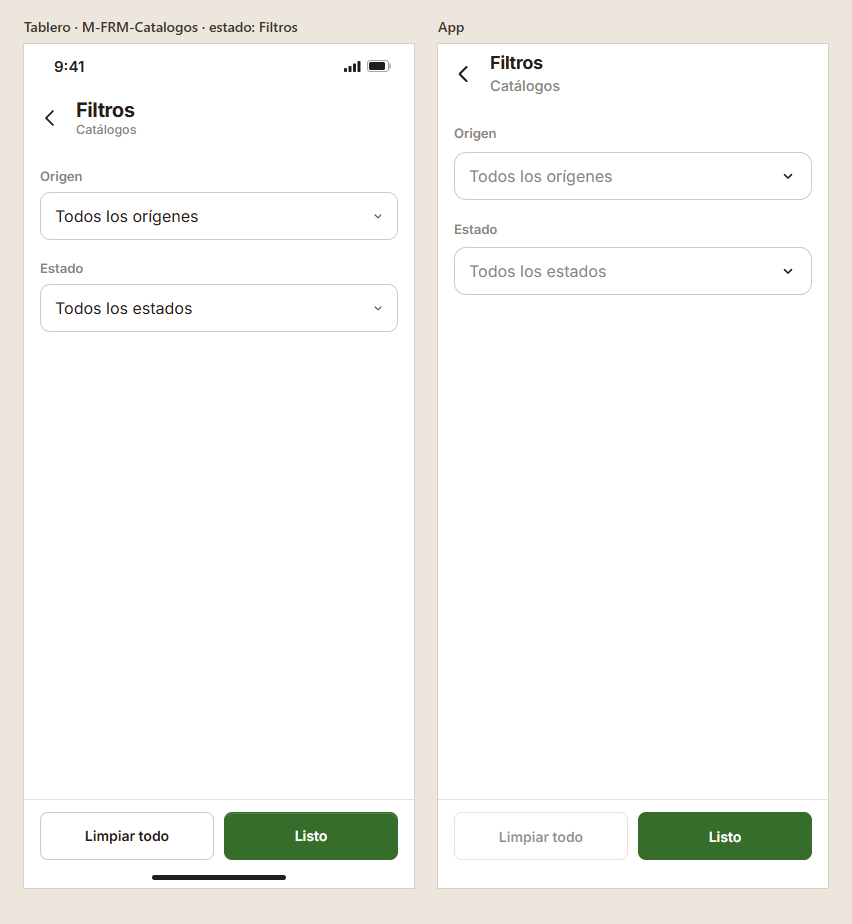 Tablero · M-FRM-Catalogos · estado: Filtros
9:41
Filtros
Catálogos
Origen
Todos los orígenes
Estado
Todos los estados
Limpiar todo
Listo
App
Filtros
Catálogos
Origen
Todos los orígenes
Estado
Todos los estados
Limpiar todo
Listo